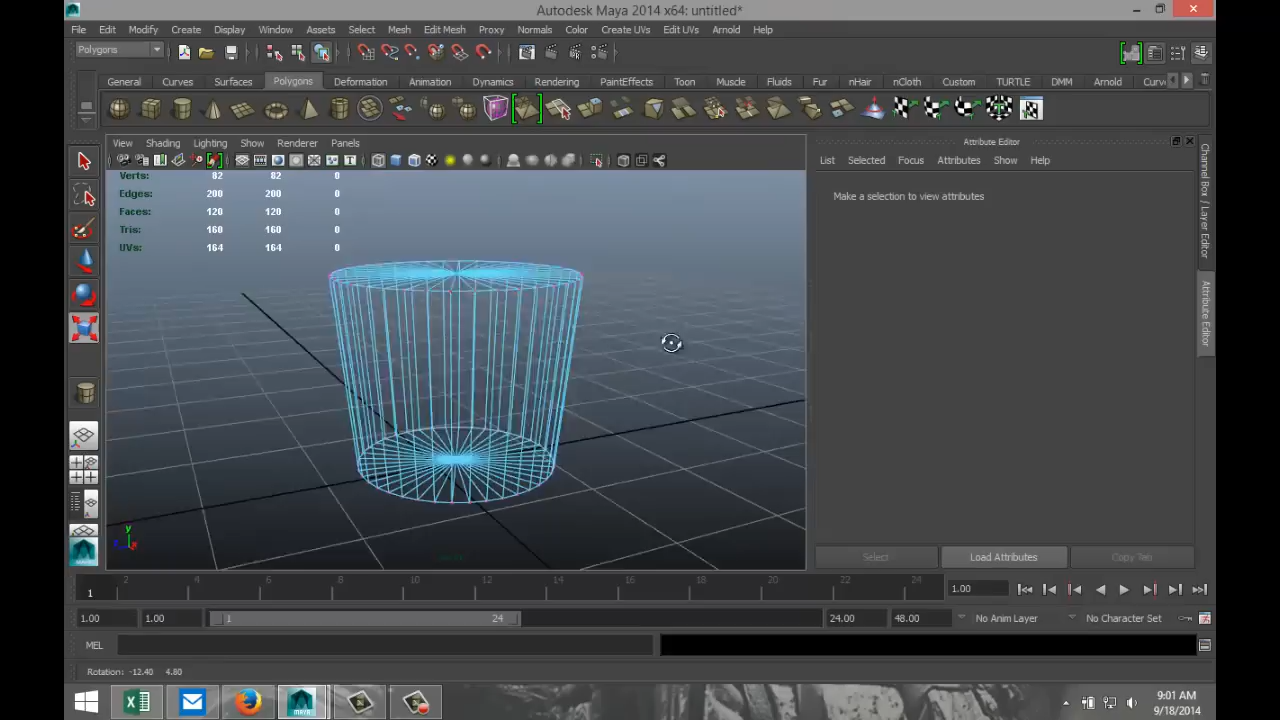 Autodesk Maya 2014 x64: untitled*
File Edit Modify Create Display Window Assets Select Mesh Edit Mesh Proxy Normals Color Create UVs Edit UVs Arnold Help
Polygons
General Curves Surfaces Polygons Deformation Animation Dynamics Rendering PaintEffects Toon Muscle Fluids Fur nHair nCloth Custom TURTLE DMM Arnold Curv
View Shading Lighting Show Renderer Panels
Verts: 82 82 0
Edges: 200 200 0
Faces: 120 120 0
Tris: 160 160 0
UVs: 164 164 0
y
Attribute Editor
List Selected Focus Attributes Show Help
Make a selection to view attributes
Select Load Attributes
Channel Box / Layer Editor
Attribute Editor
2 4 6 8 10 12 14 16 18 20 22 24
1
1.00
1.00 1.00 1 24 24.00 48.00 No Anim Layer No Character Set
MEL
Rotation: -12.40 4.80
9:01 AM
9/18/2014